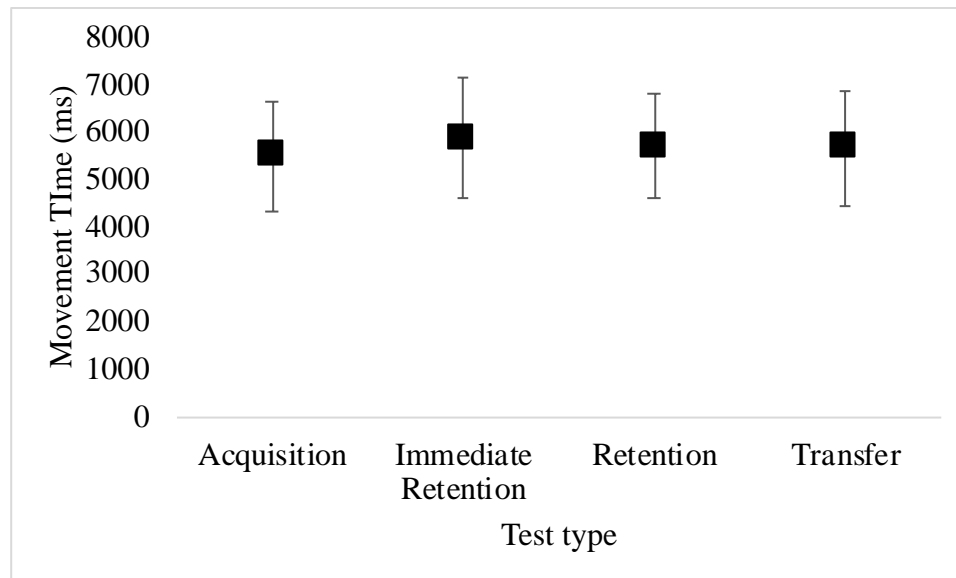 8000
7000
6000
5000
4000
3000
2000
1000
0
Movement TIme (ms)
Acquisition
Immediate
Retention
Retention
Transfer
Test type